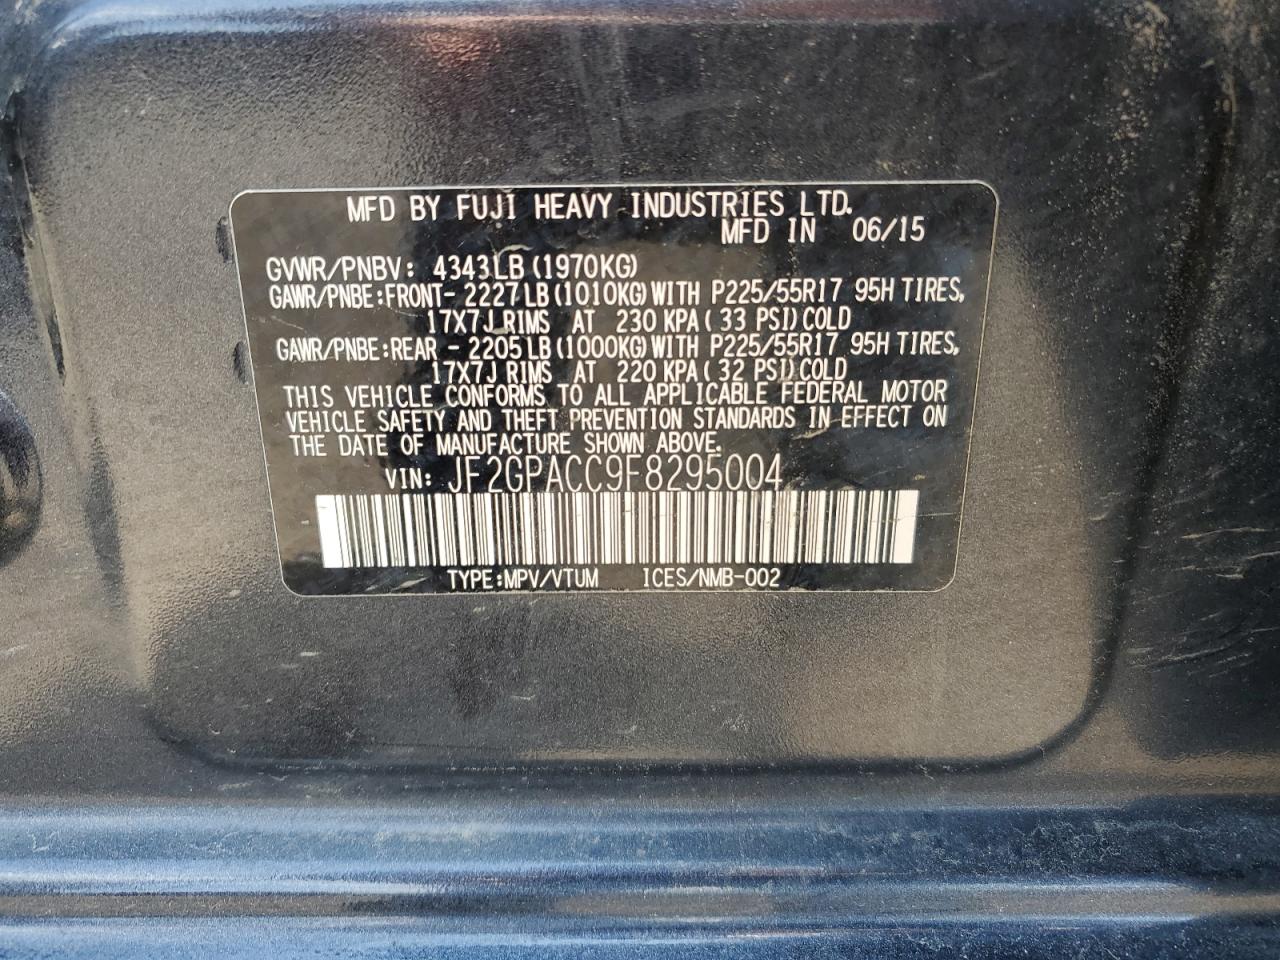 MFD BY FUJI HEAVY INDUSTRIES LTD.
MFD IN 06/15
GVWR/PNBV: 4343LB(1970KG)
GAWR/PNBE:FRONT- 2227LB(1010KG)WITH P225/55R17 95H TIRES,
17X7J RIMS AT 230 KPA(33 PSI)COLD
GAWR/PNBE:REAR - 2205LB(1000KG)WITH P225/55R17 95H TIRES,
17X7J RIMS AT 220 KPA(32 PSI)COLD
THIS VEHICLE CONFORMS TO ALL APPLICABLE FEDERAL MOTOR
VEHICLE SAFETY AND THEFT PREVENTION STANDARDS IN EFFECT ON
THE DATE OF MANUFACTURE SHOWN ABOVE.
VIN: JF2GPACC9F8295004
TYPE:MPV/VTUM ICES/NMB-002